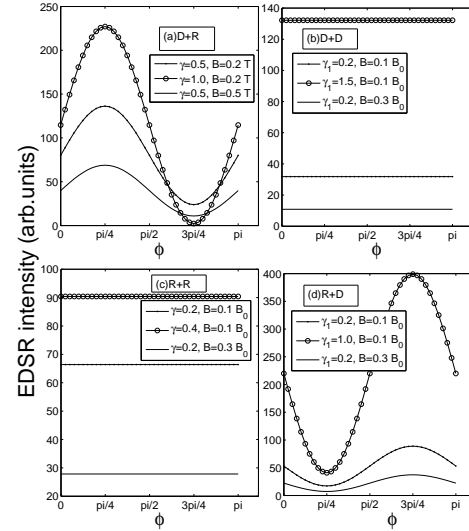 EDSR intensity (arb.units)
250
200
150
100
50
0
(a)D+R
γ=0.5, B=0.2 T
γ=1.0, B=0.2 T
γ=0.5, B=0.5 T
0 pi/4 pi/2 3pi/4 pi
ϕ
140
120
100
80
60
40
20
0
(b)D+D
γ₁=0.2, B=0.1 B₀
γ₁=1.5, B=0.1 B₀
γ₁=0.2, B=0.3 B₀
0 pi/4 pi/2 3pi/4 pi
ϕ
100
90
80
70
60
50
40
30
20
(c)R+R
γ=0.2, B=0.1 B₀
γ=0.4, B=0.1 B₀
γ=0.2, B=0.3 B₀
0 pi/4 pi/2 3pi/4 pi
ϕ
400
350
300
250
200
150
100
50
0
(d)R+D
γ₁=0.2, B=0.1 B₀
γ₁=1.0, B=0.1 B₀
γ₁=0.2, B=0.3 B₀
0 pi/4 pi/2 3pi/4 pi
ϕ